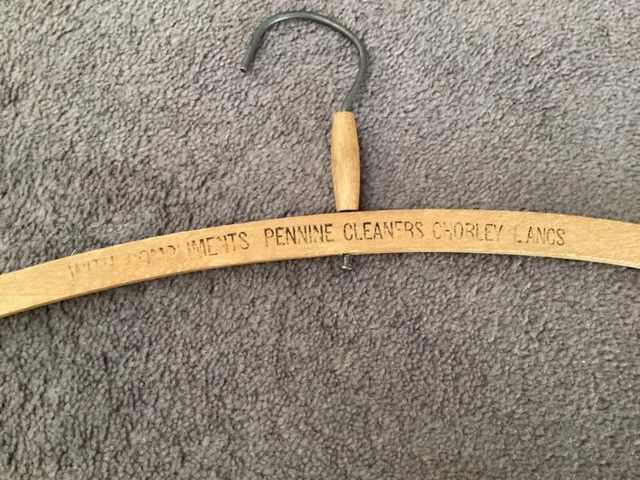 WITH COMPLIMENTS PENNINE CLEANERS CHORLEY LANCS